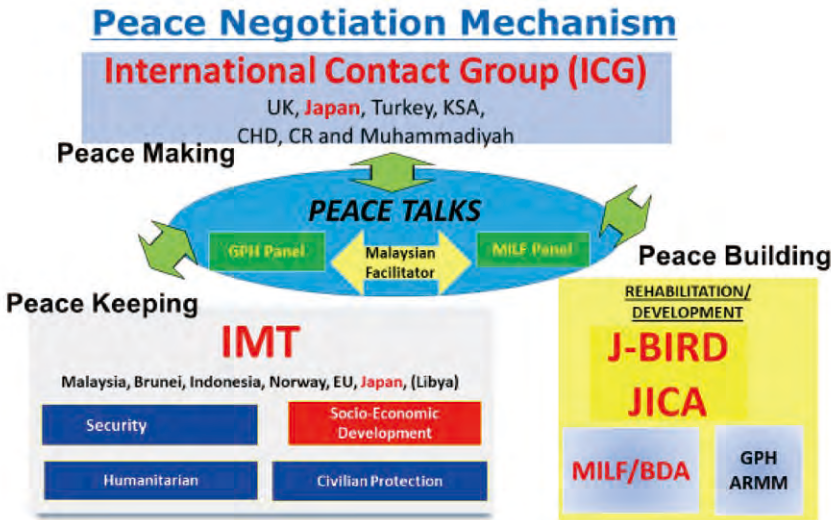 Peace Negotiation Mechanism
International Contact Group (ICG)
UK, Japan, Turkey, KSA,
CHD, CR and Muhammadiyah
Peace Making
PEACE TALKS
GPH Panel
Malaysian
Facilitator
MILF Panel
Peace Building
Peace Keeping
IMT
Malaysia, Brunei, Indonesia, Norway, EU, Japan, (Libya)
Security
Socio-Economic
Development
Humanitarian
Civilian Protection
REHABILITATION/
DEVELOPMENT
J-BIRD
JICA
MILF/BDA
GPH
ARMM